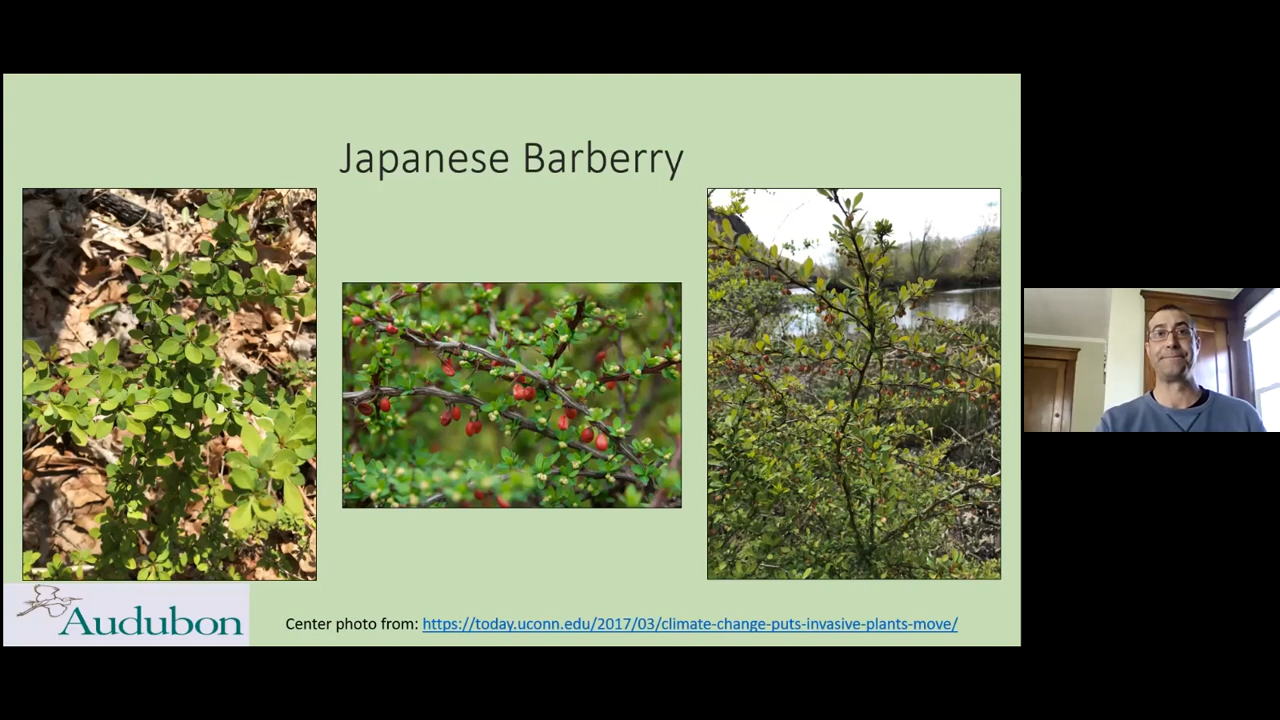 Japanese Barberry
Audubon
Center photo from: https://today.uconn.edu/2017/03/climate-change-puts-invasive-plants-move/